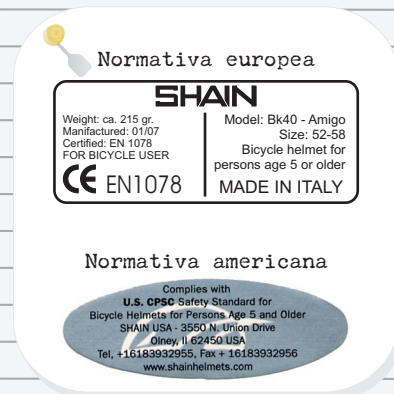 Normativa europea
SHAIN
Weight: ca. 215 gr.
Manifactured: 01/07
Certified: EN 1078
FOR BICYCLE USER
CE EN1078
Model: Bk40 - Amigo
Size: 52-58
Bicycle helmet for
persons age 5 or older
MADE IN ITALY
Normativa americana
Complies with
U.S. CPSC Safety Standard for
Bicycle Helmets for Persons Age 5 and Older
SHAIN USA - 3550 N. Union Drive
Olney, Il 62450 USA
Tel, +16183932955, Fax + 16183932956
www.shainhelmets.com